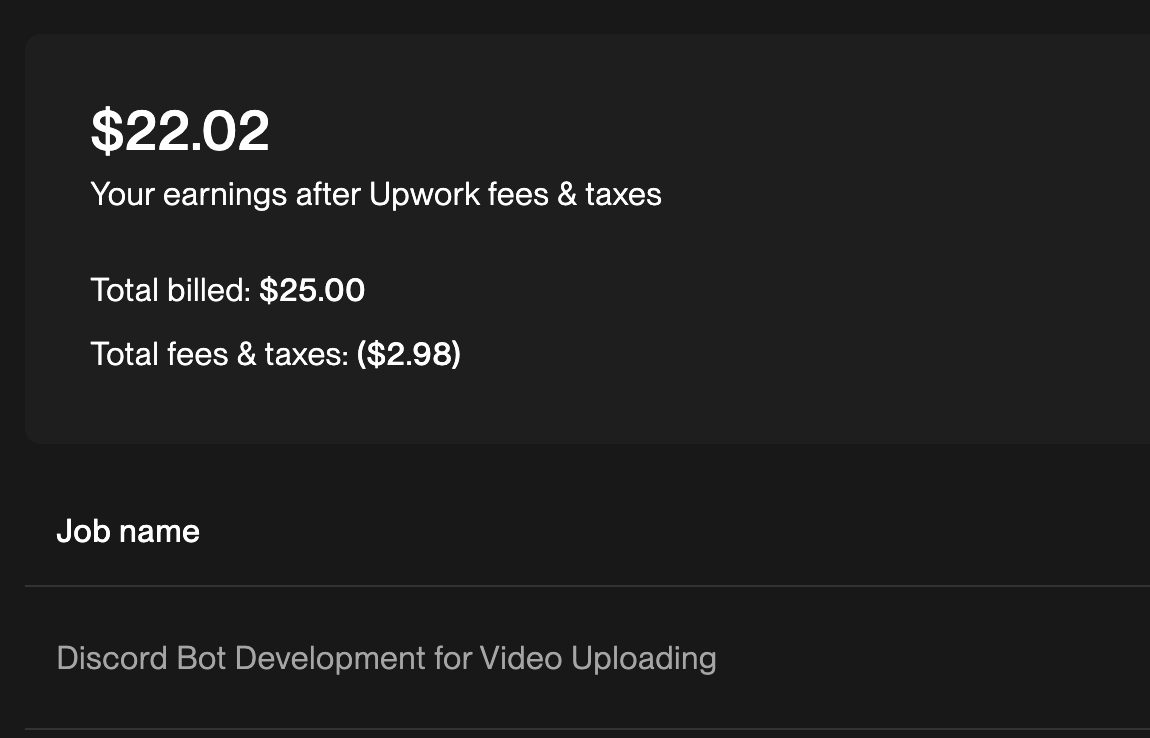 $22.02
Your earnings after Upwork fees & taxes
Total billed: $25.00
Total fees & taxes: ($2.98)
Job name
Discord Bot Development for Video Uploading